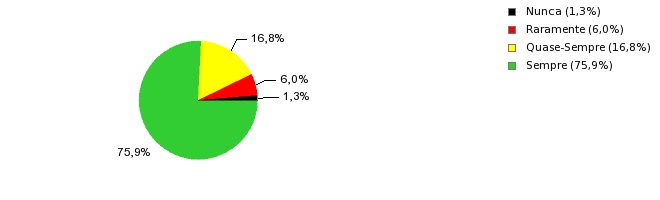 Nunca (1,3%)
Raramente (6,0%)
Quase-Sempre (16,8%)
Sempre (75,9%)
16,8%
6,0%
1,3%
75,9%